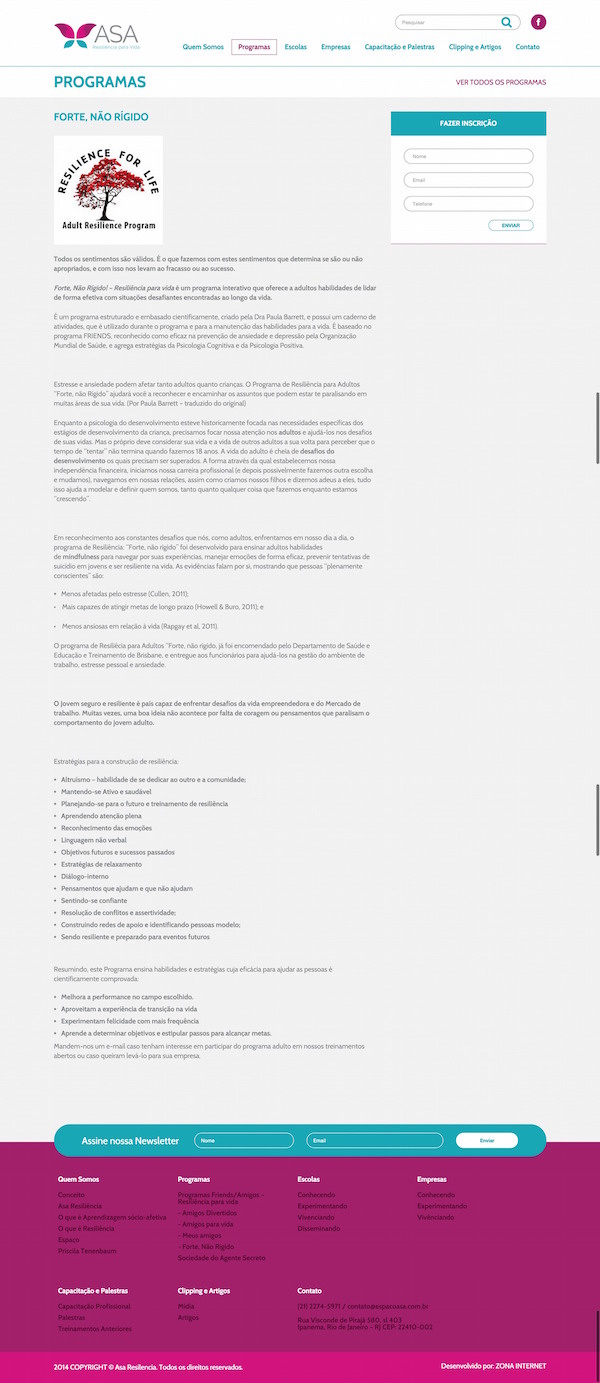 ASA
Resiliência para Vida
Pesquisar
f
Quem Somos
Programas
Escolas
Empresas
Capacitação e Palestras
Clipping e Artigos
Contato
PROGRAMAS
VER TODOS OS PROGRAMAS
FORTE, NÃO RÍGIDO
RESILIENCE FOR LIFE
Adult Resilience Program
FAZER INSCRIÇÃO
Nome
Email
Telefone
ENVIAR
Todos os sentimentos são válidos. É o que fazemos com estes sentimentos que determina se são ou não
apropriados, e com isso nos levam ao fracasso ou ao sucesso.
Forte, Não Rígido! – Resiliência para vida é um programa interativo que oferece a adultos habilidades de lidar
de forma efetiva com situações desafiantes encontradas ao longo da vida.
É um programa estruturado e embasado cientificamente, criado pela Dra Paula Barrett, e possui um caderno de
atividades, que é utilizado durante o programa e para a manutenção das habilidades para a vida. É baseado no
programa FRIENDS, reconhecido como eficaz na prevenção de ansiedade e depressão pela Organização
Mundial de Saúde, e agrega estratégias da Psicologia Cognitiva e da Psicologia Positiva.
Estresse e ansiedade podem afetar tanto adultos quanto crianças. O Programa de Resiliência para Adultos
“Forte, não Rígido” ajudará você a reconhecer e encaminhar os assuntos que podem estar te paralisando em
muitas áreas de sua vida. (Por Paula Barrett – traduzido do original)
Enquanto a psicologia do desenvolvimento esteve historicamente focada nas necessidades específicas dos
estágios de desenvolvimento da criança, precisamos focar nossa atenção nos adultos e ajudá-los nos desafios
de suas vidas. Mas o próprio deve considerar sua vida e a vida de outros adultos a sua volta para perceber que o
tempo de “tentar” não termina quando fazemos 18 anos. A vida do adulto é cheia de desafios do
desenvolvimento os quais precisam ser superados. A forma através da qual estabelecemos nossa
independência financeira, iniciamos nossa carreira profissional (e depois possivelmente fazemos outra escolha
e mudamos), navegamos em nossas relações, assim como criamos nossos filhos e dizemos adeus a eles, tudo
isso ajuda a modelar e definir quem somos, tanto quanto qualquer coisa que fazemos enquanto estamos
“crescendo”.
Em reconhecimento aos constantes desafios que nós, como adultos, enfrentamos em nosso dia a dia, o
programa de Resiliência: “Forte, não rígido” foi desenvolvido para ensinar adultos habilidades
de mindfulness para navegar por suas experiências, manejar emoções de forma eficaz, prevenir tentativas de
suicídio em jovens e ser resiliente na vida. As evidências falam por si, mostrando que pessoas “plenamente
conscientes” são:
• Menos afetadas pelo estresse (Cullen, 2011);
• Mais capazes de atingir metas de longo prazo (Howell & Buro, 2011); e
• Menos ansiosas em relação à vida (Rapgay et al, 2011).
O programa de Resiliêcia para Adultos “Forte, não rígido, já foi encomendado pelo Departamento de Saúde e
Educação e Treinamento de Brisbane, e entregue aos funcionários para ajudá-los na gestão do ambiente de
trabalho, estresse pessoal e ansiedade.
O Jovem seguro e resiliente é pais capaz de enfrentar desafios da vida empreendedora e do Mercado de
trabalho. Muitas vezes, uma boa ideia não acontece por falta de coragem ou pensamentos que paralisam o
comportamento do jovem adulto.
Estratégias para a construção de resiliência:
• Altruísmo – habilidade de se dedicar ao outro e a comunidade;
• Mantendo-se Ativo e saudável
• Planejando-se para o futuro e treinamento de resiliência
• Aprendendo atenção plena
• Reconhecimento das emoções
• Linguagem não verbal
• Objetivos futuros e sucessos passados
• Estratégias de relaxamento
• Diálogo-interno
• Pensamentos que ajudam e que não ajudam
• Sentindo-se confiante
• Resolução de conflitos e assertividade;
• Construindo redes de apoio e identificando pessoas modelo;
• Sendo resiliente e preparado para eventos futuros
Resumindo, este Programa ensina habilidades e estratégias cuja eficácia para ajudar as pessoas é
cientificamente comprovada:
• Melhora a performance no campo escolhido.
• Aproveitam a experiência de transição na vida
• Experimentam felicidade com mais frequência
• Aprende a determinar objetivos e estipular passos para alcançar metas.
Mandem-nos um e-mail caso tenham interesse em participar do programa adulto em nossos treinamentos
abertos ou caso queiram levá-lo para sua empresa.
Assine nossa Newsletter
Nome
Email
Enviar
Quem Somos
Conceito
Asa Resiliência
O que é Aprendizagem sócio-afetiva
O que é Resiliência
Espaço
Priscila Tenenbaum
Programas
Programas Friends/Amigos -
Resiliência para vida
- Amigos Divertidos
- Amigos para vida
- Meus amigos
- Forte, Não Rígido
Sociedade do Agente Secreto
Escolas
Conhecendo
Experimentando
Vivenciando
Disseminando
Empresas
Conhecendo
Experimentando
Vivênciando
Capacitação e Palestras
Capacitação Profissional
Palestras
Treinamentos Anteriores
Clipping e Artigos
Mídia
Artigos
Contato
(21) 2274-5971 / contato@espacoasa.com.br
Rua Visconde de Pirajá 580, sl 403
Ipanema, Rio de Janeiro - RJ CEP: 22410-002
2014 COPYRIGHT © Asa Resilencia. Todos os direitos reservados.
Desenvolvido por: ZONA INTERNET